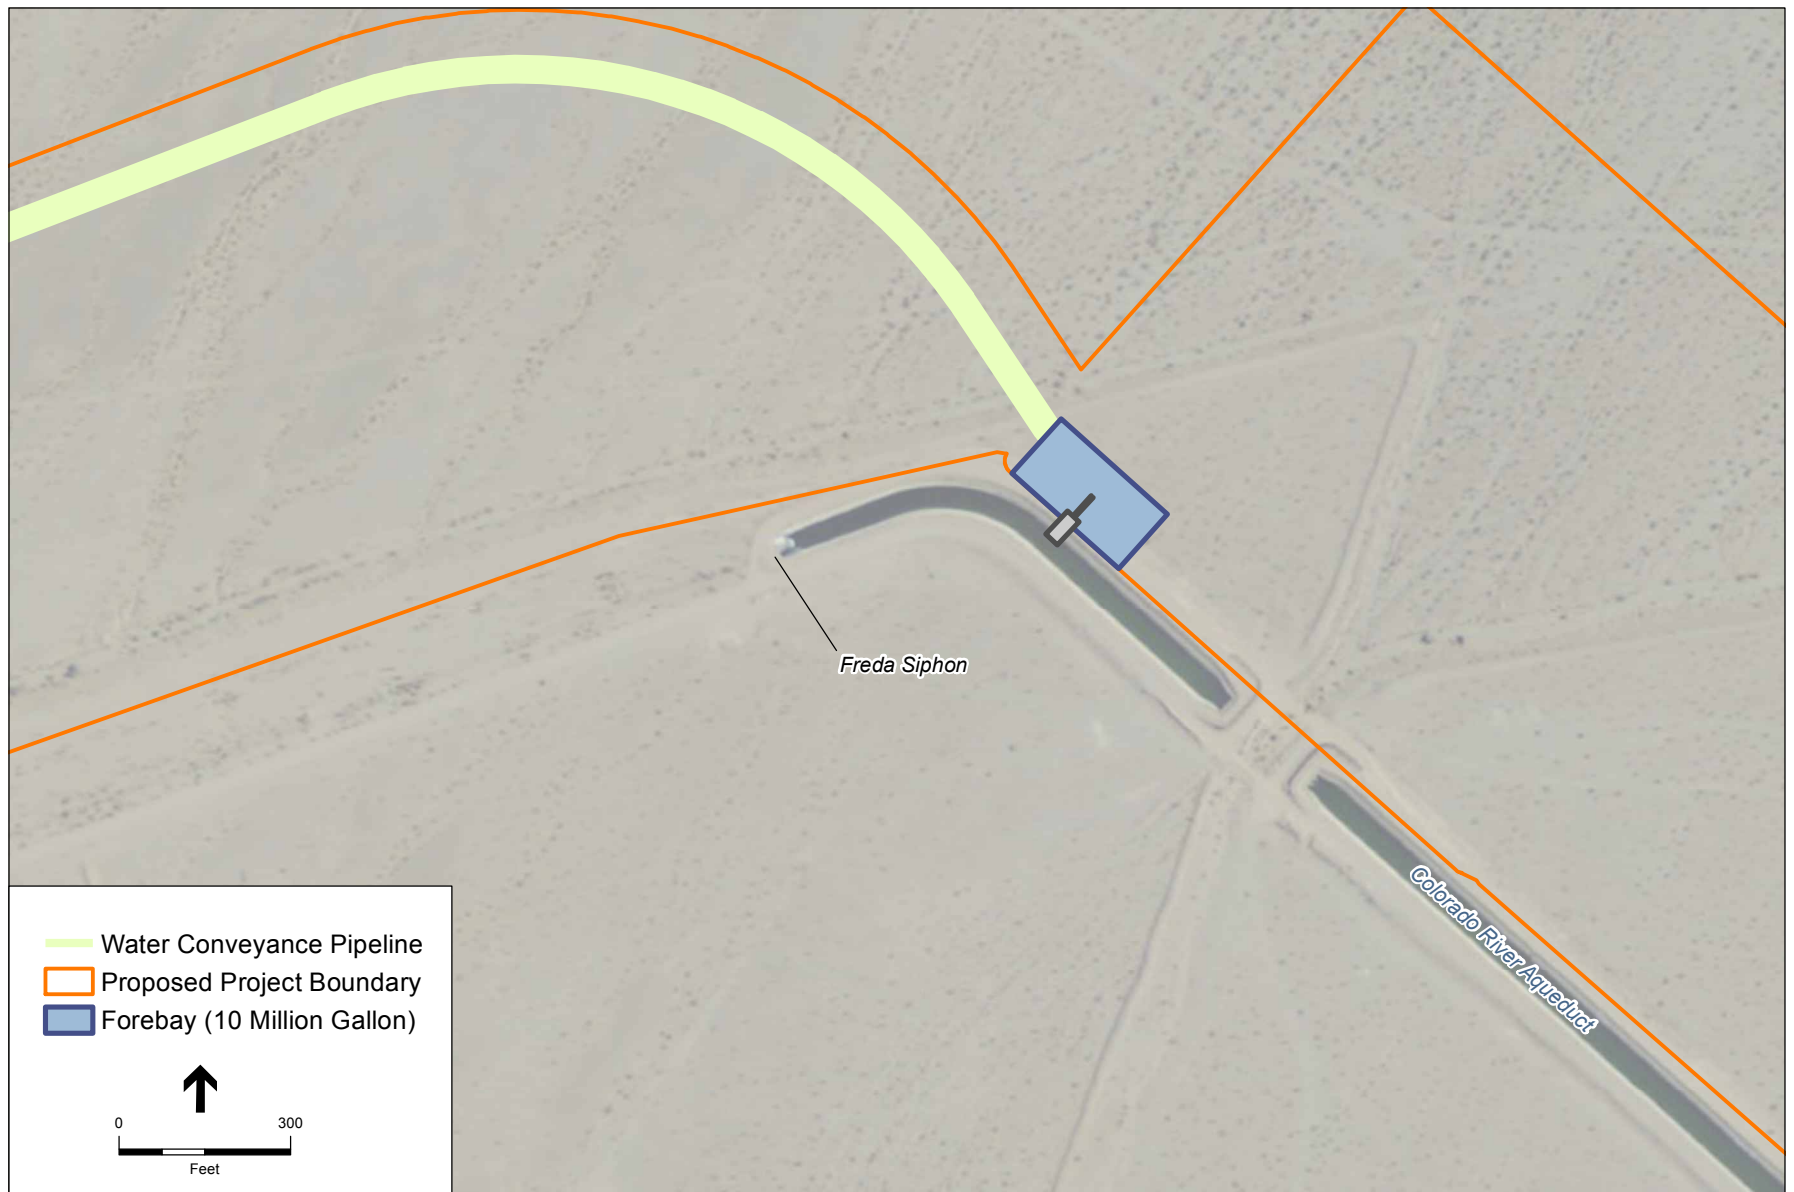 Freda Siphon
Colorado River Aqueduct
Water Conveyance Pipeline
Proposed Project Boundary
Forebay (10 Million Gallon)
0 300
Feet